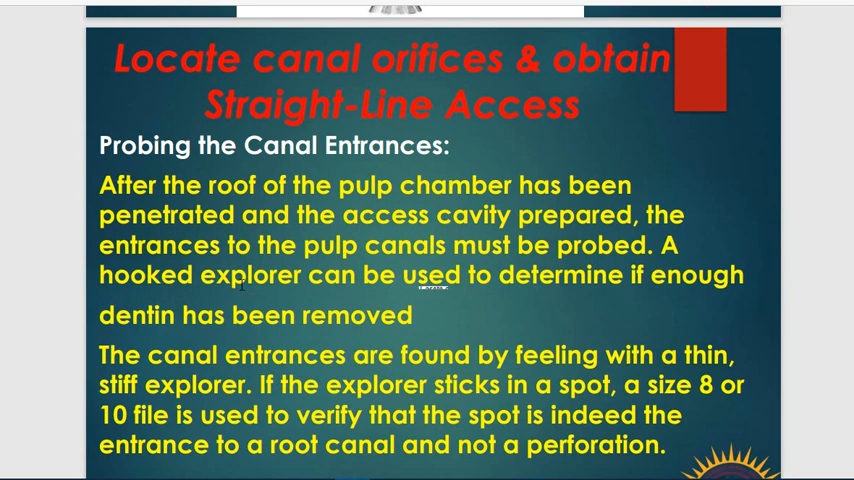 Locate canal orifices & obtain
Straight-Line Access
Probing the Canal Entrances:
After the roof of the pulp chamber has been
penetrated and the access cavity prepared, the
entrances to the pulp canals must be probed. A
hooked explorer can be used to determine if enough
dentin has been removed
The canal entrances are found by feeling with a thin,
stiff explorer. If the explorer sticks in a spot, a size 8 or
10 file is used to verify that the spot is indeed the
entrance to a root canal and not a perforation.